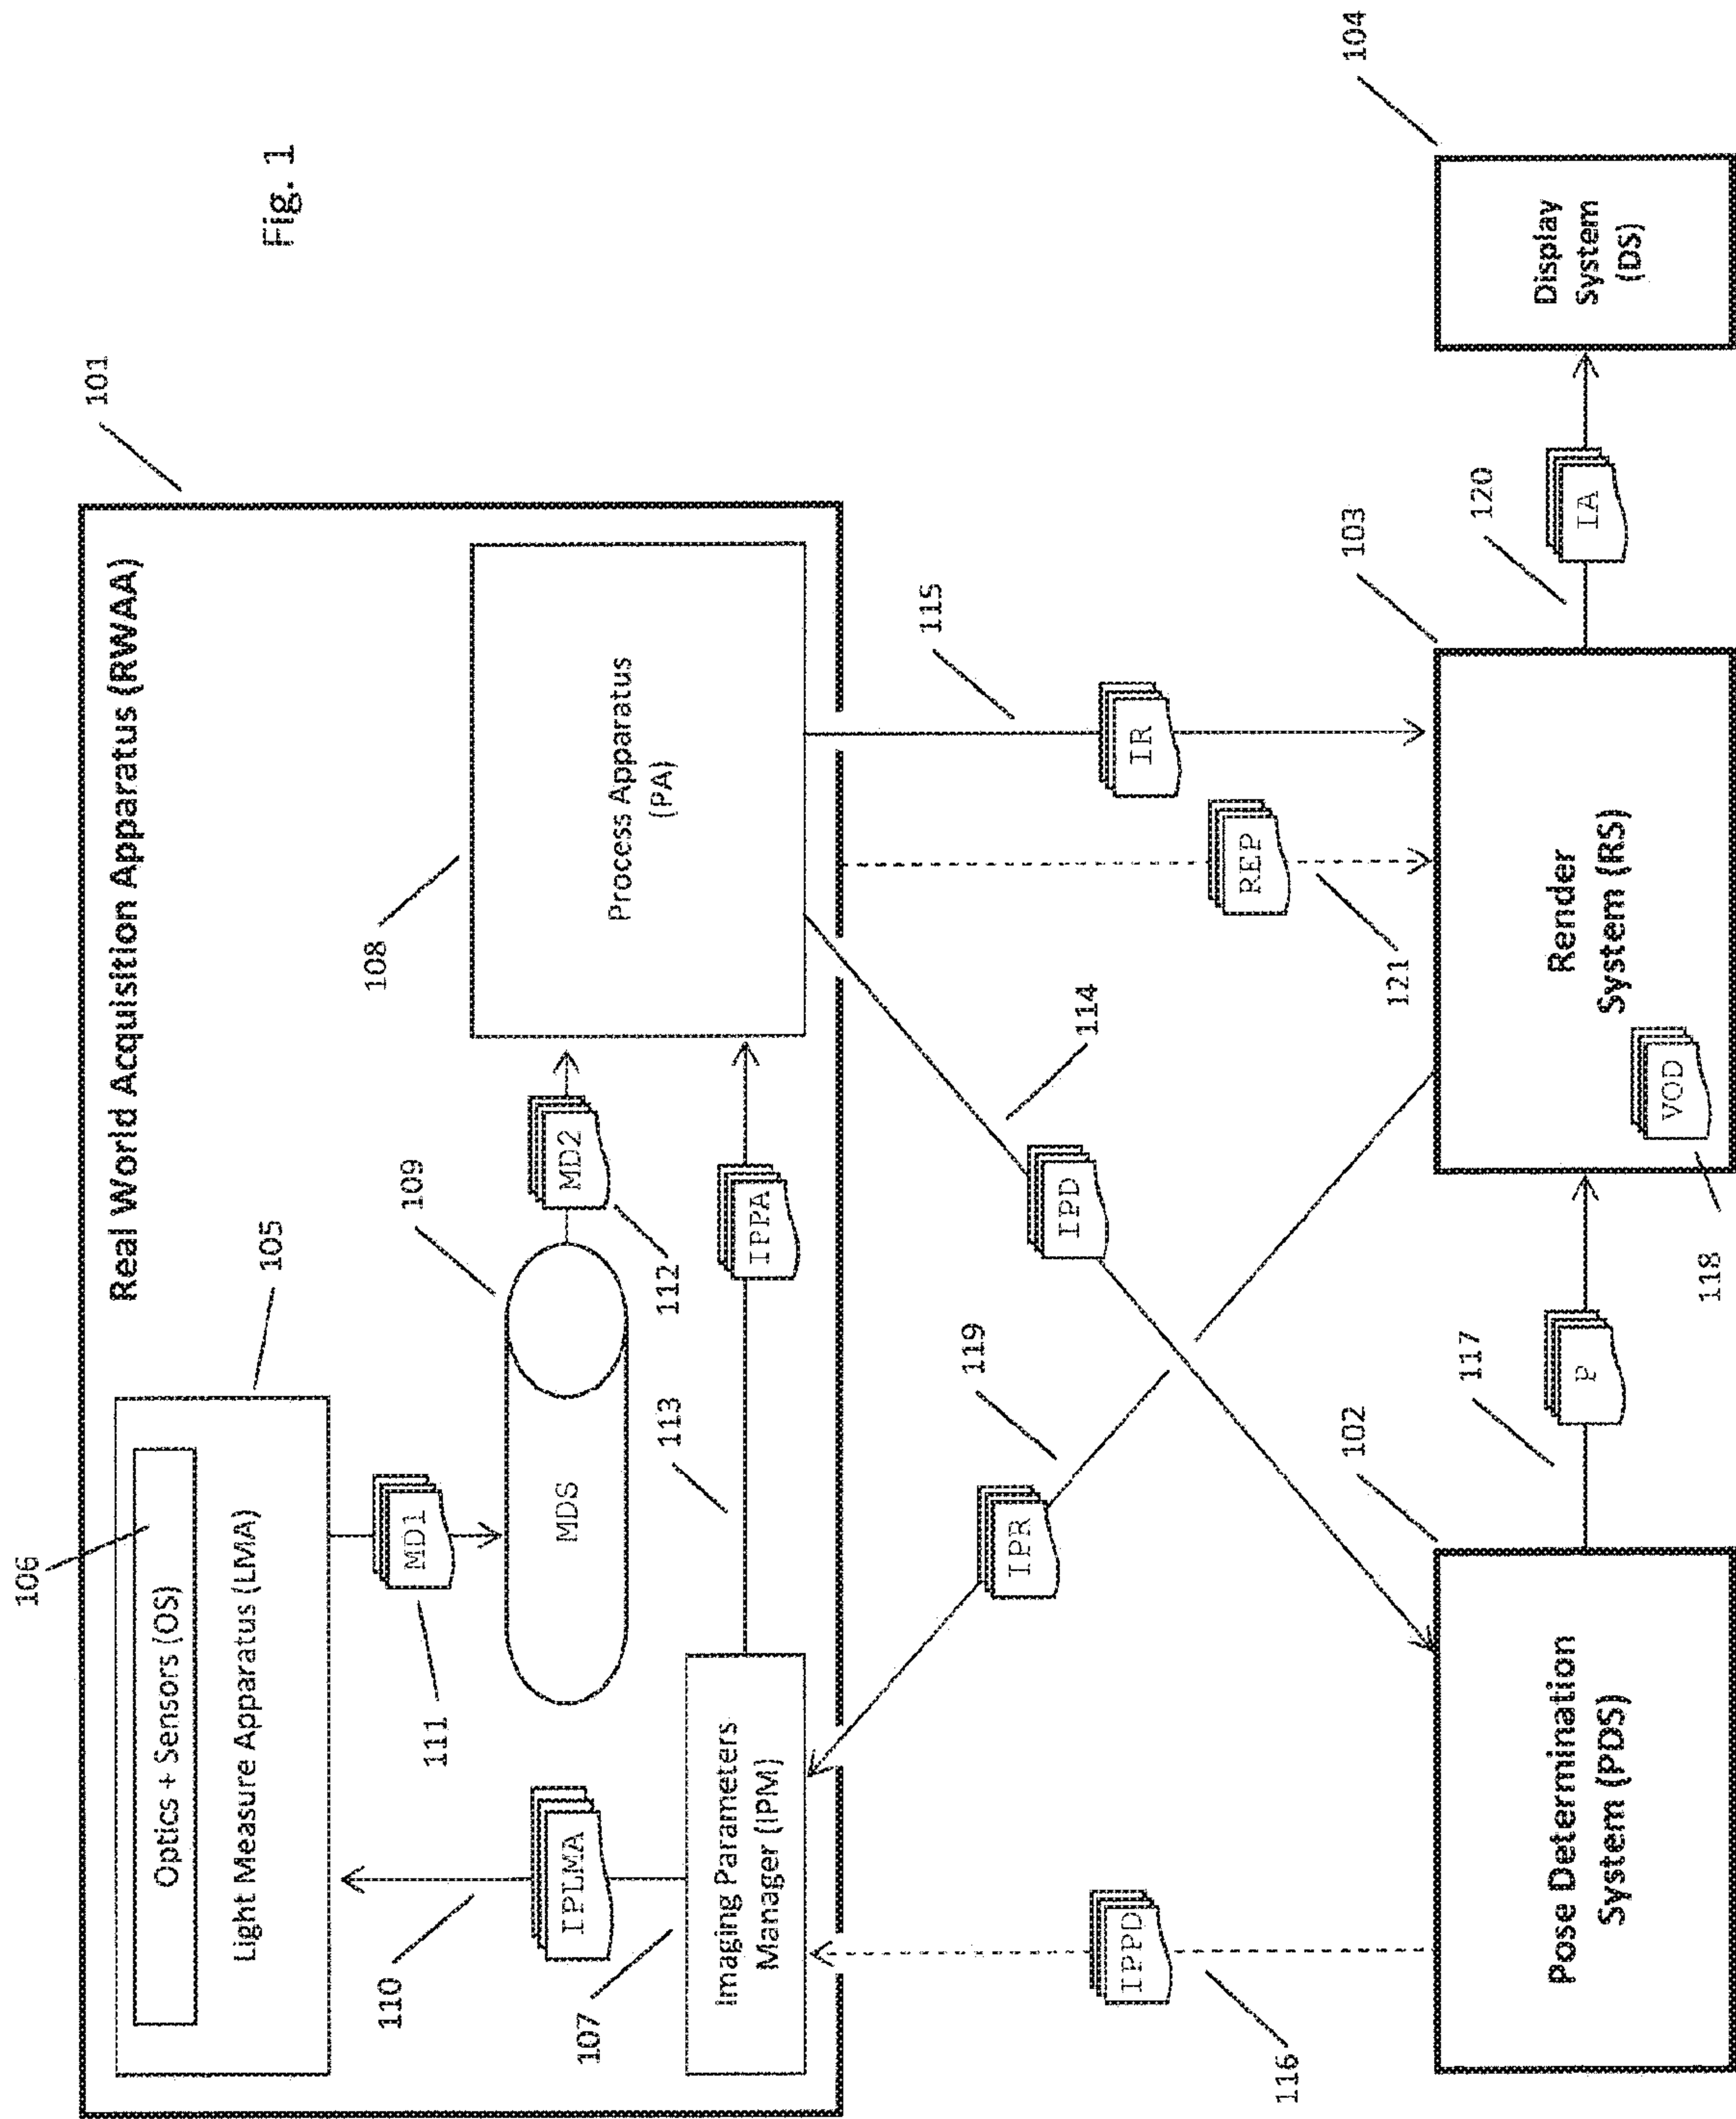 Fig. 1
101
Real World Acquisition Apparatus (RWAA)
106
Optics + Sensors (OS)
Light Measure Apparatus (LMA)
105
108
Process Apparatus
(PA)
111
MD1
109
MDS
MD2
112
110
IPLMA
107
Imaging Parameters
Manager (IPM)
113
IPPA
116
IPPD
119
IPR
114
IPD
121
REP
115
IR
102
Pose Determination
System (PDS)
117
P
103
Render
System (RS)
VOD
118
120
IA
104
Display
System
(DS)